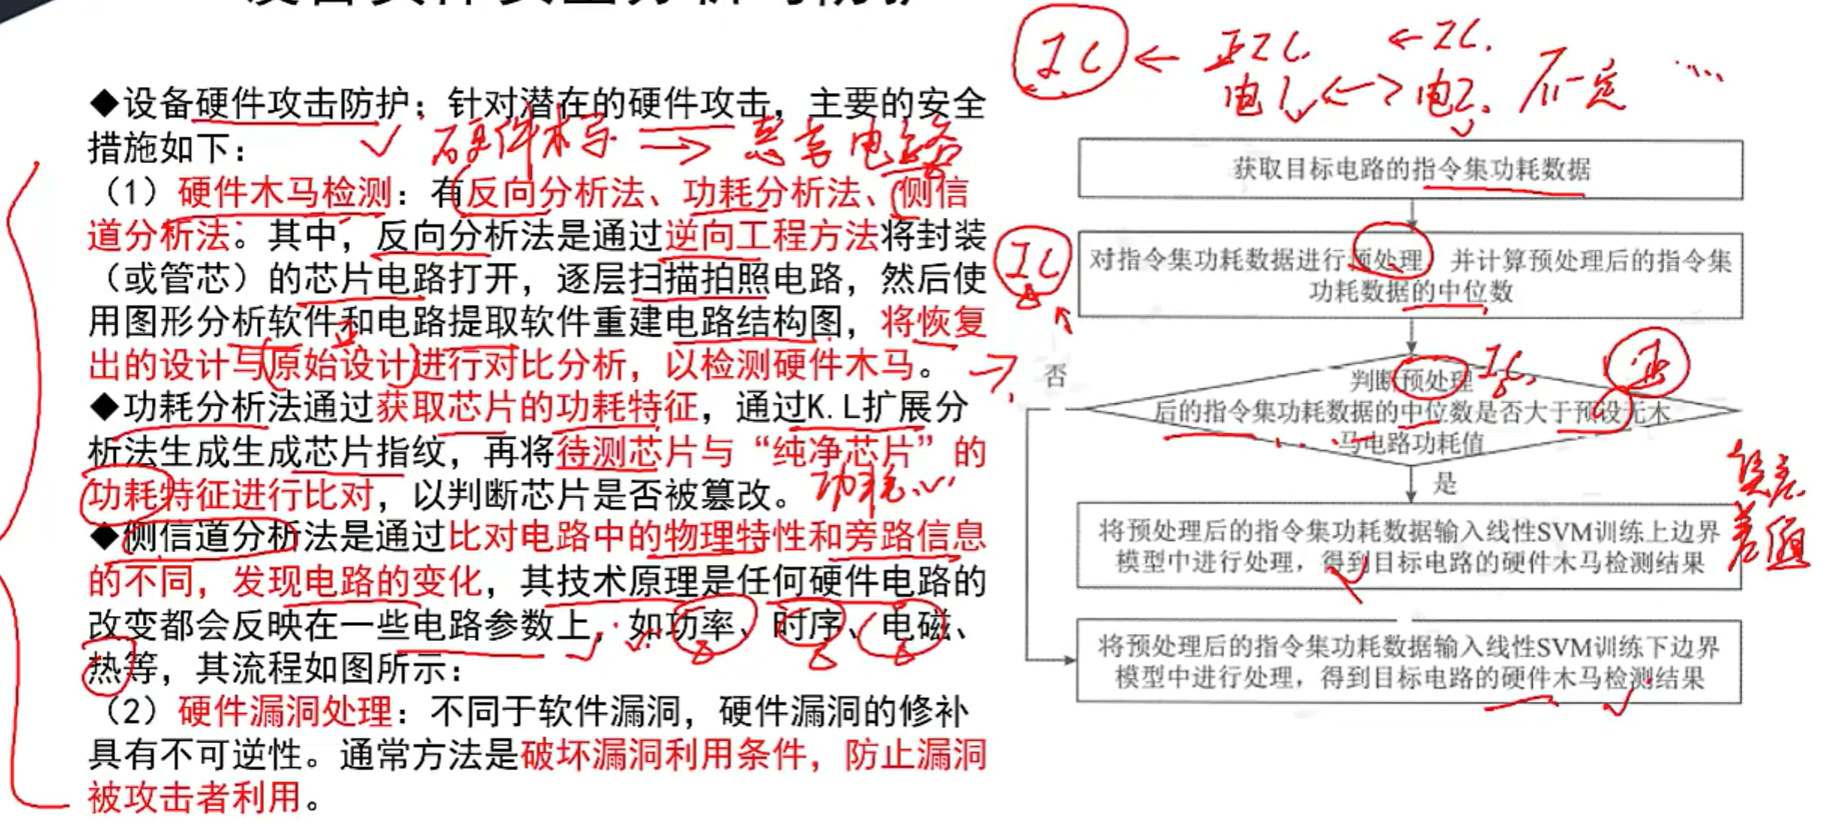 ◆设备硬件攻击防护：针对潜在的硬件攻击，主要的安全
措施如下：
硬件木马 → 恶意电路
（1）硬件木马检测：有反向分析法、功耗分析法、侧信
道分析法。其中，反向分析法是通过逆向工程方法将封装
（或管芯）的芯片电路打开，逐层扫描拍照电路，然后使
用图形分析软件和电路提取软件重建电路结构图，将恢复
出的设计与原始设计进行对比分析，以检测硬件木马。
◆功耗分析法通过获取芯片的功耗特征，通过K.L扩展分
析法生成生成芯片指纹，再将待测芯片与“纯净芯片”的
功耗特征进行比对，以判断芯片是否被篡改。
功耗
◆侧信道分析法是通过比对电路中的物理特性和旁路信息
的不同，发现电路的变化，其技术原理是任何硬件电路的
改变都会反映在一些电路参数上，如功率、时序、电磁、
热等，其流程如图所示：
（2）硬件漏洞处理：不同于软件漏洞，硬件漏洞的修补
具有不可逆性。通常方法是破坏漏洞利用条件，防止漏洞
被攻击者利用。
IC ← 正IC. ← IC.
电1 ←> 电2. 不一定 ...
获取目标电路的指令集功耗数据
IC
对指令集功耗数据进行预处理，并计算预处理后的指令集
功耗数据的中位数
否
判断预处理
IC
正
后的指令集功耗数据的中位数是否大于预设无木
马电路功耗值
是
误差
差值
将预处理后的指令集功耗数据输入线性SVM训练上边界
模型中进行处理，得到目标电路的硬件木马检测结果
将预处理后的指令集功耗数据输入线性SVM训练下边界
模型中进行处理，得到目标电路的硬件木马检测结果